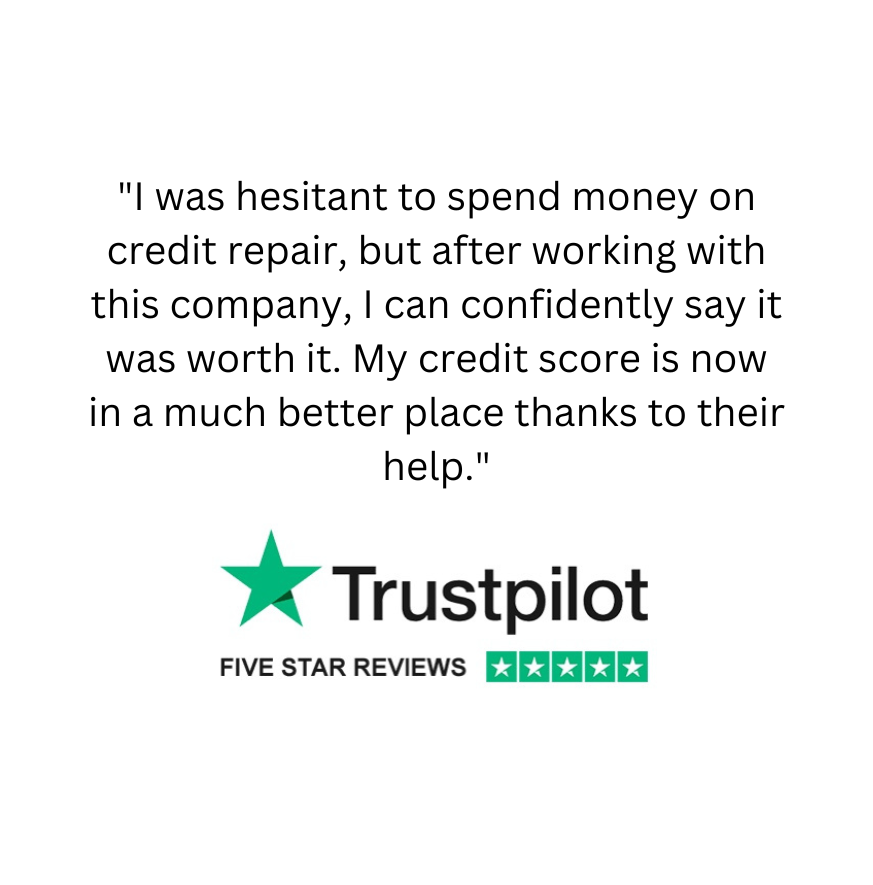 "I was hesitant to spend money on
credit repair, but after working with
this company, I can confidently say it
was worth it. My credit score is now
in a much better place thanks to their
help."
Trustpilot
FIVE STAR REVIEWS